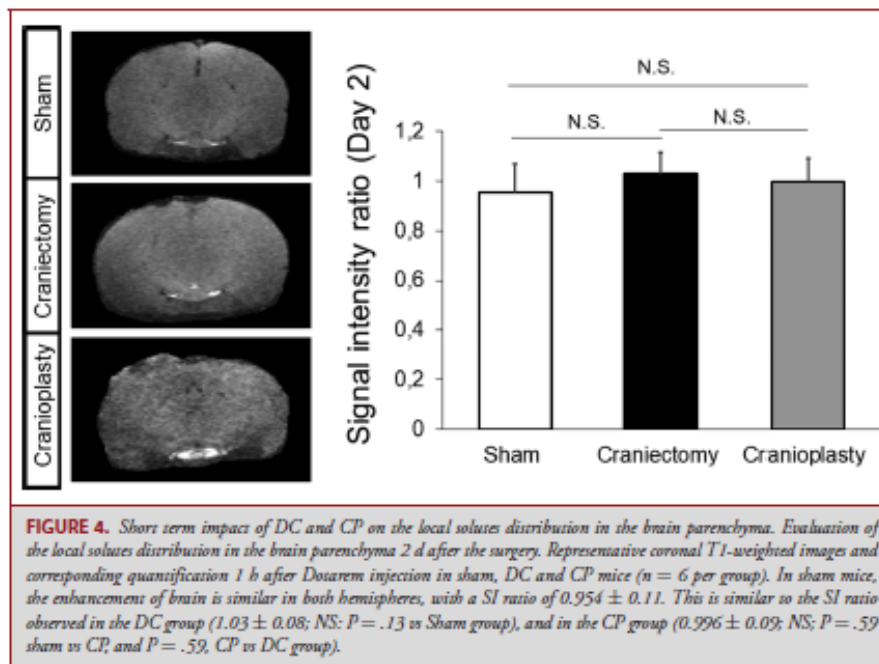 Sham
Craniectomy
Cranioplasty
Signal intensity ratio (Day 2)
N.S.
N.S.
N.S.
1,2
1
0,8
0,6
0,4
0,2
0
Sham
Craniectomy
Cranioplasty
FIGURE 4. Short term impact of DC and CP on the local solutes distribution in the brain parenchyma. Evaluation of
the local solutes distribution in the brain parenchyma 2 d after the surgery. Representative coronal T1-weighted images and
corresponding quantification 1 h after Dotarem injection in sham, DC and CP mice (n = 6 per group). In sham mice,
the enhancement of brain is similar in both hemispheres, with a SI ratio of 0.954 ± 0.11. This is similar to the SI ratio
observed in the DC group (1.03 ± 0.08; NS: P = .13 vs Sham group), and in the CP group (0.996 ± 0.09; NS; P = .59
sham vs CP, and P = .59, CP vs DC group).